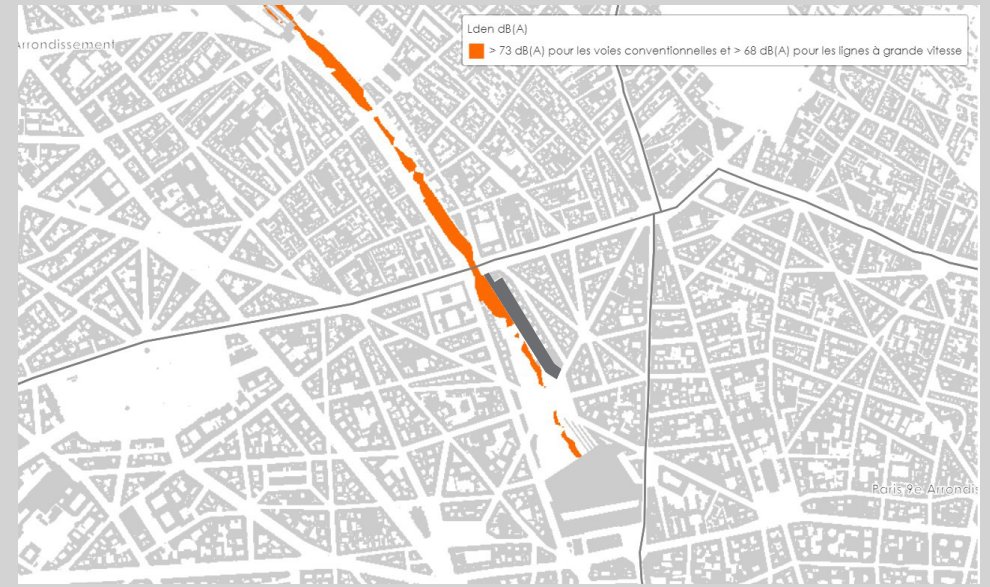 Lden dB(A)
> 73 dB(A) pour les voies conventionnelles et > 68 dB(A) pour les lignes à grande vitesse
Arrondissement
Paris 9e Arrondis